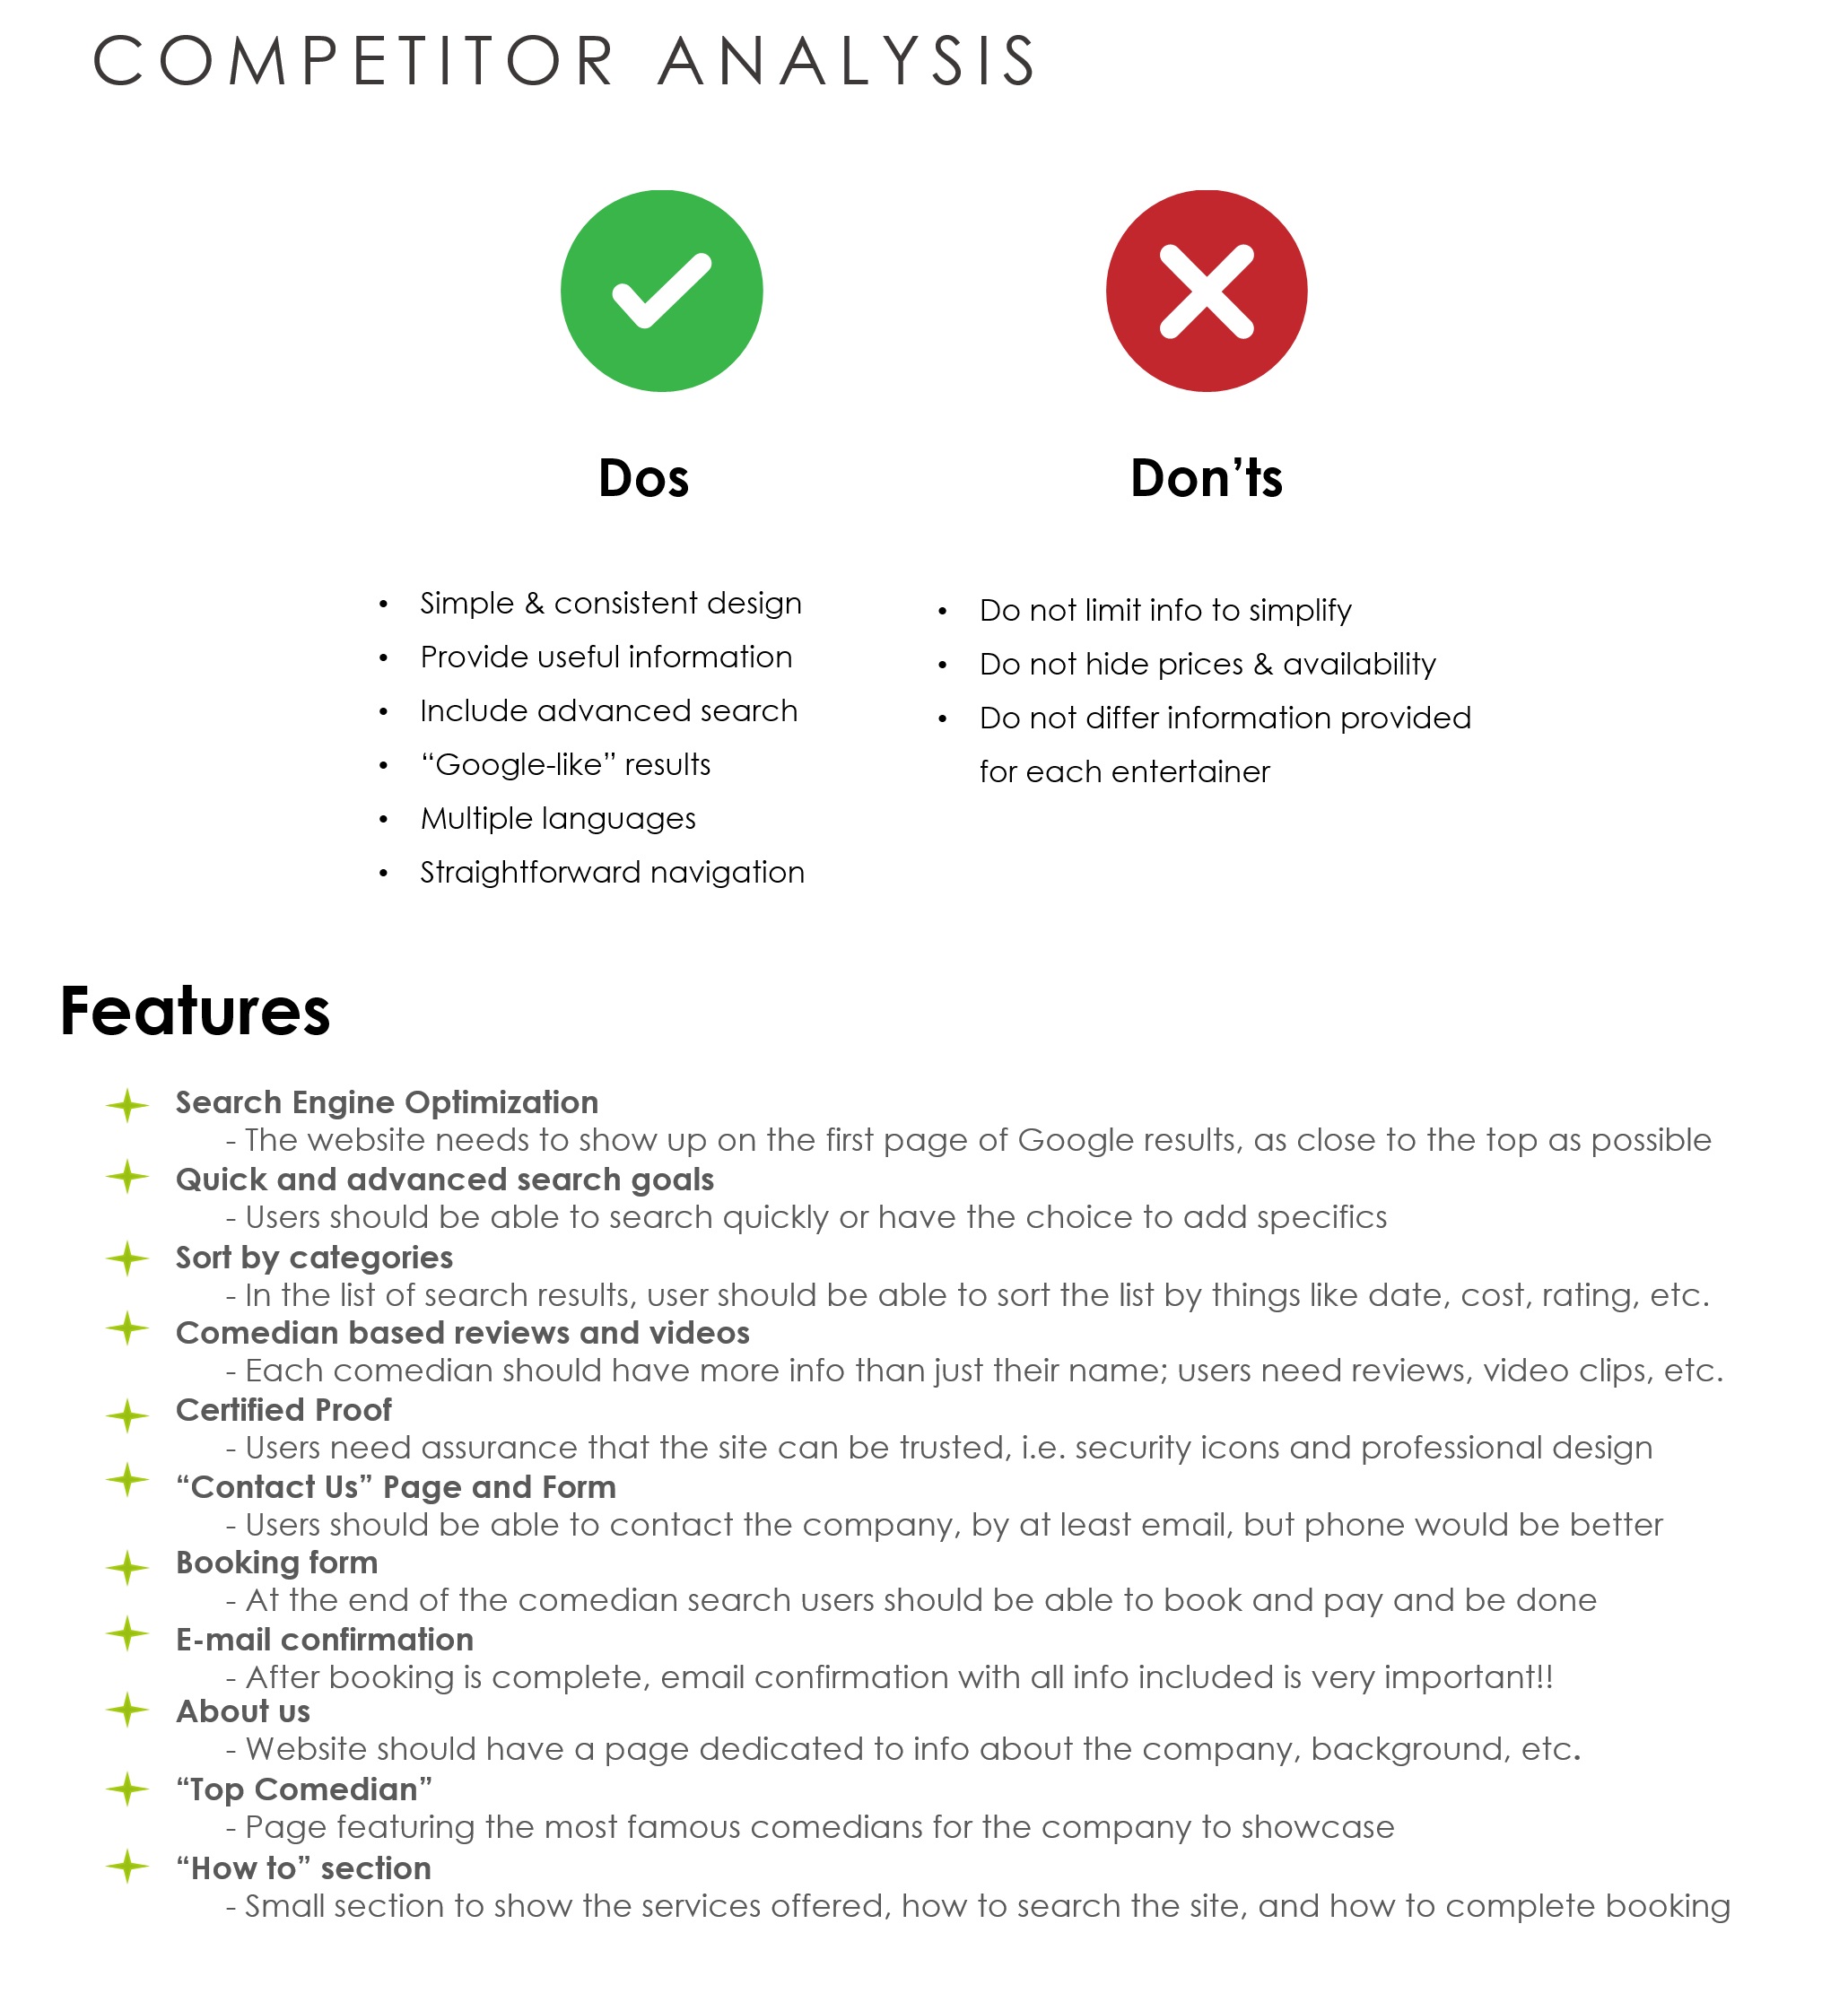 COMPETITOR ANALYSIS
Dos
• Simple & consistent design
• Provide useful information
• Include advanced search
• “Google-like” results
• Multiple languages
• Straightforward navigation
Don’ts
• Do not limit info to simplify
• Do not hide prices & availability
• Do not differ information provided
for each entertainer
Features
Search Engine Optimization
- The website needs to show up on the first page of Google results, as close to the top as possible
Quick and advanced search goals
- Users should be able to search quickly or have the choice to add specifics
Sort by categories
- In the list of search results, user should be able to sort the list by things like date, cost, rating, etc.
Comedian based reviews and videos
- Each comedian should have more info than just their name; users need reviews, video clips, etc.
Certified Proof
- Users need assurance that the site can be trusted, i.e. security icons and professional design
“Contact Us” Page and Form
- Users should be able to contact the company, by at least email, but phone would be better
Booking form
- At the end of the comedian search users should be able to book and pay and be done
E-mail confirmation
- After booking is complete, email confirmation with all info included is very important!!
About us
- Website should have a page dedicated to info about the company, background, etc.
“Top Comedian”
- Page featuring the most famous comedians for the company to showcase
“How to” section
- Small section to show the services offered, how to search the site, and how to complete booking